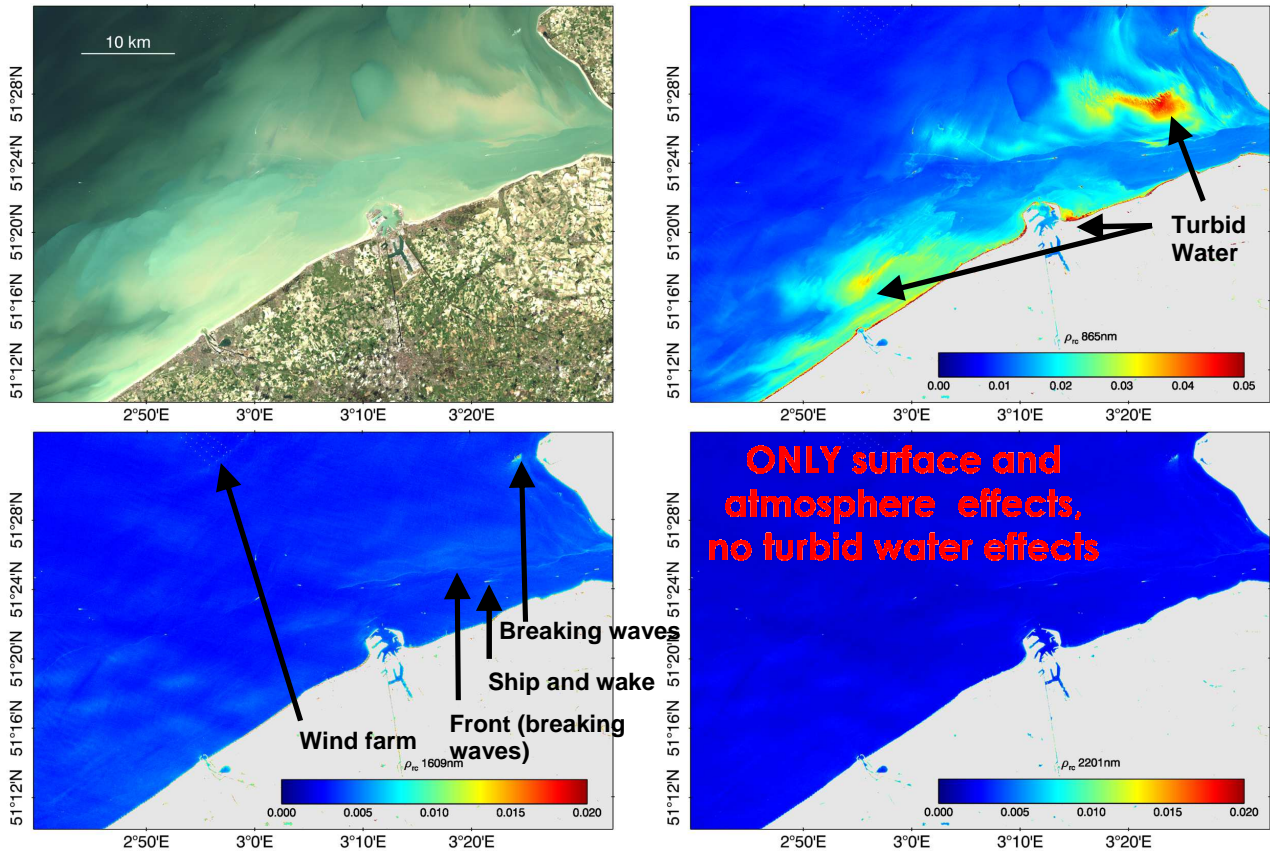 10 km
51°28'N
51°24'N
51°20'N
51°16'N
51°12'N
2°50'E 3°0'E 3°10'E 3°20'E
51°28'N
51°24'N
51°20'N
51°16'N
51°12'N
Turbid
Water
ρrc 865nm
0.00 0.01 0.02 0.03 0.04 0.05
2°50'E 3°0'E 3°10'E 3°20'E
51°28'N
51°24'N
51°20'N
51°16'N
51°12'N
Breaking waves
Ship and wake
Front (breaking
waves)
Wind farm
ρrc 1609nm
0.000 0.005 0.010 0.015 0.020
2°50'E 3°0'E 3°10'E 3°20'E
ONLY surface and
atmosphere effects,
no turbid water effects
51°28'N
51°24'N
51°20'N
51°16'N
51°12'N
ρrc 2201nm
0.000 0.005 0.010 0.015 0.020
2°50'E 3°0'E 3°10'E 3°20'E